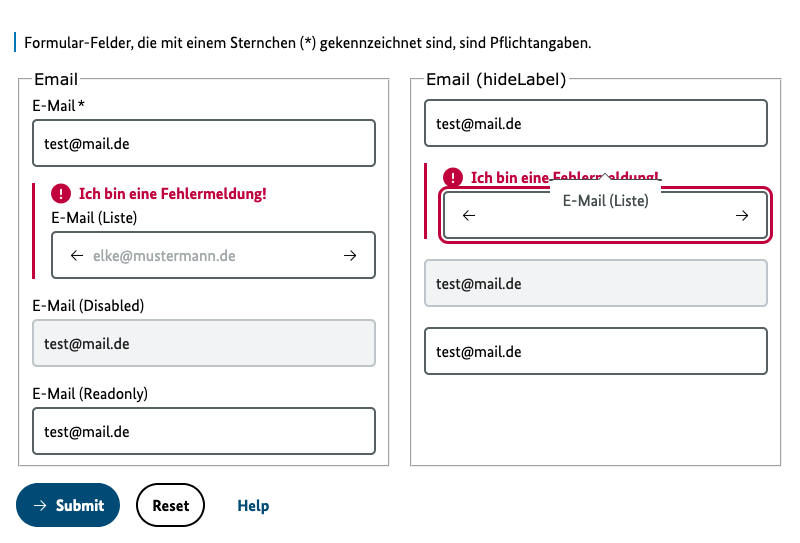 Formular-Felder, die mit einem Sternchen (*) gekennzeichnet sind, sind Pflichtangaben.
Email
E-Mail *
test@mail.de
Ich bin eine Fehlermeldung!
E-Mail (Liste)
elke@mustermann.de
E-Mail (Disabled)
test@mail.de
E-Mail (Readonly)
test@mail.de
Email (hideLabel)
test@mail.de
Ich bin eine Fehlermeldung!
E-Mail (Liste)
test@mail.de
test@mail.de
Submit
Reset
Help